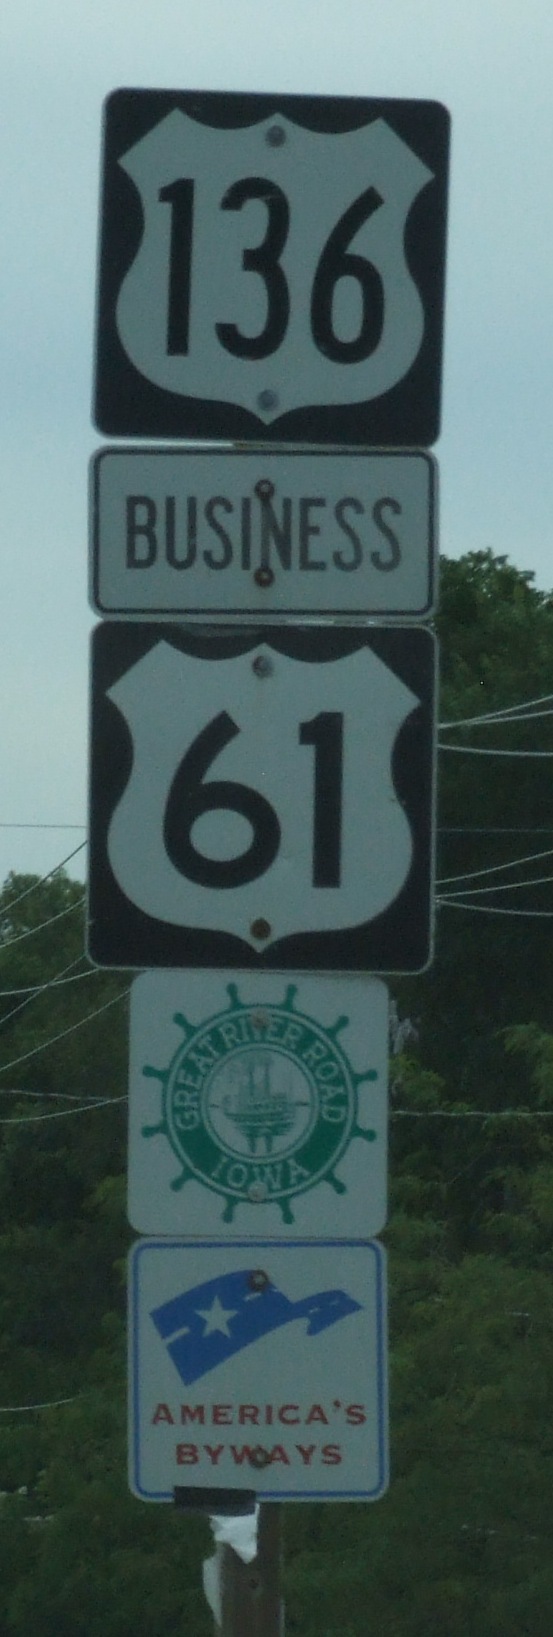 136
BUSINESS
61
GREAT RIVER ROAD
IOWA
AMERICA'S
BYWAYS